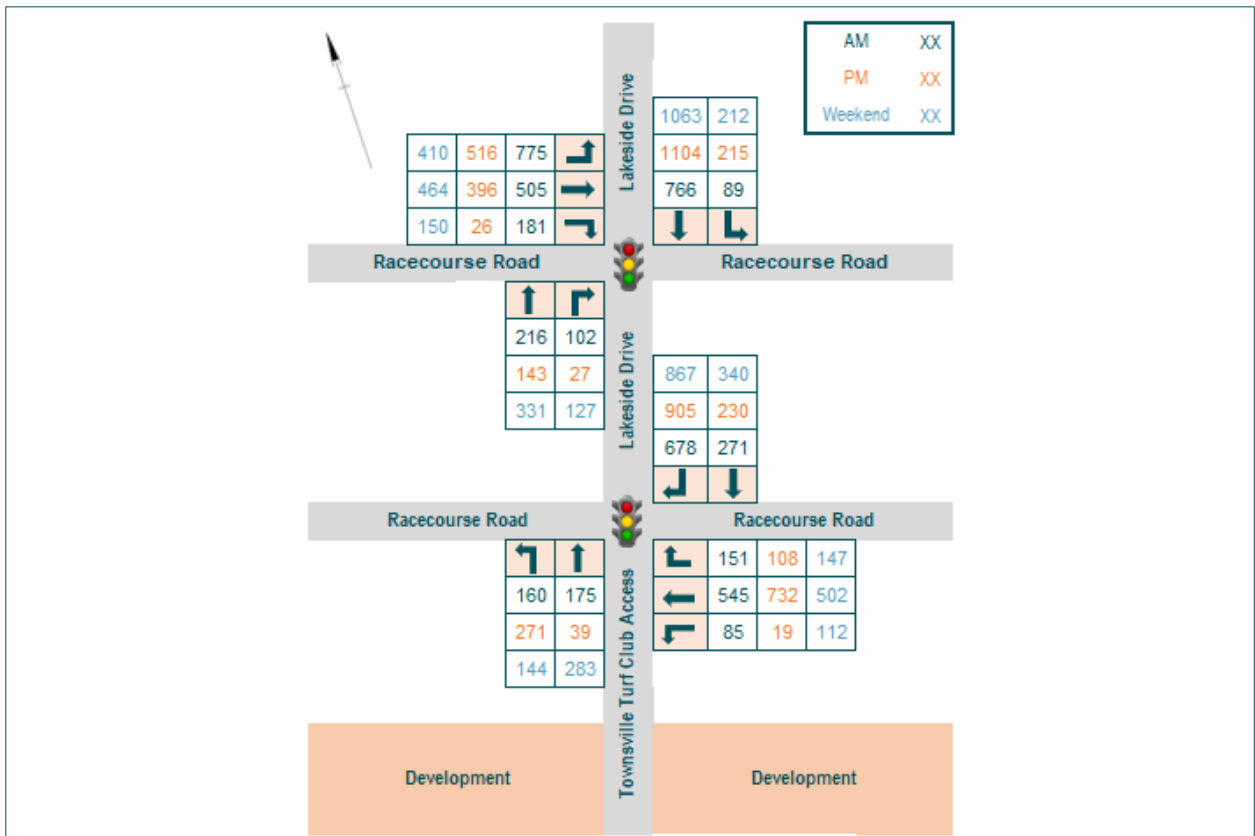 AM XX
PM XX
Weekend XX
Lakeside Drive
1063 212
1104 215
766 89
410 516 775
464 396 505
150 26 181
Racecourse Road
Racecourse Road
216 102
143 27
331 127
Lakeside Drive
867 340
905 230
678 271
Racecourse Road
Racecourse Road
160 175
271 39
144 283
Townsville Turf Club Access
151 108 147
545 732 502
85 19 112
Development
Development